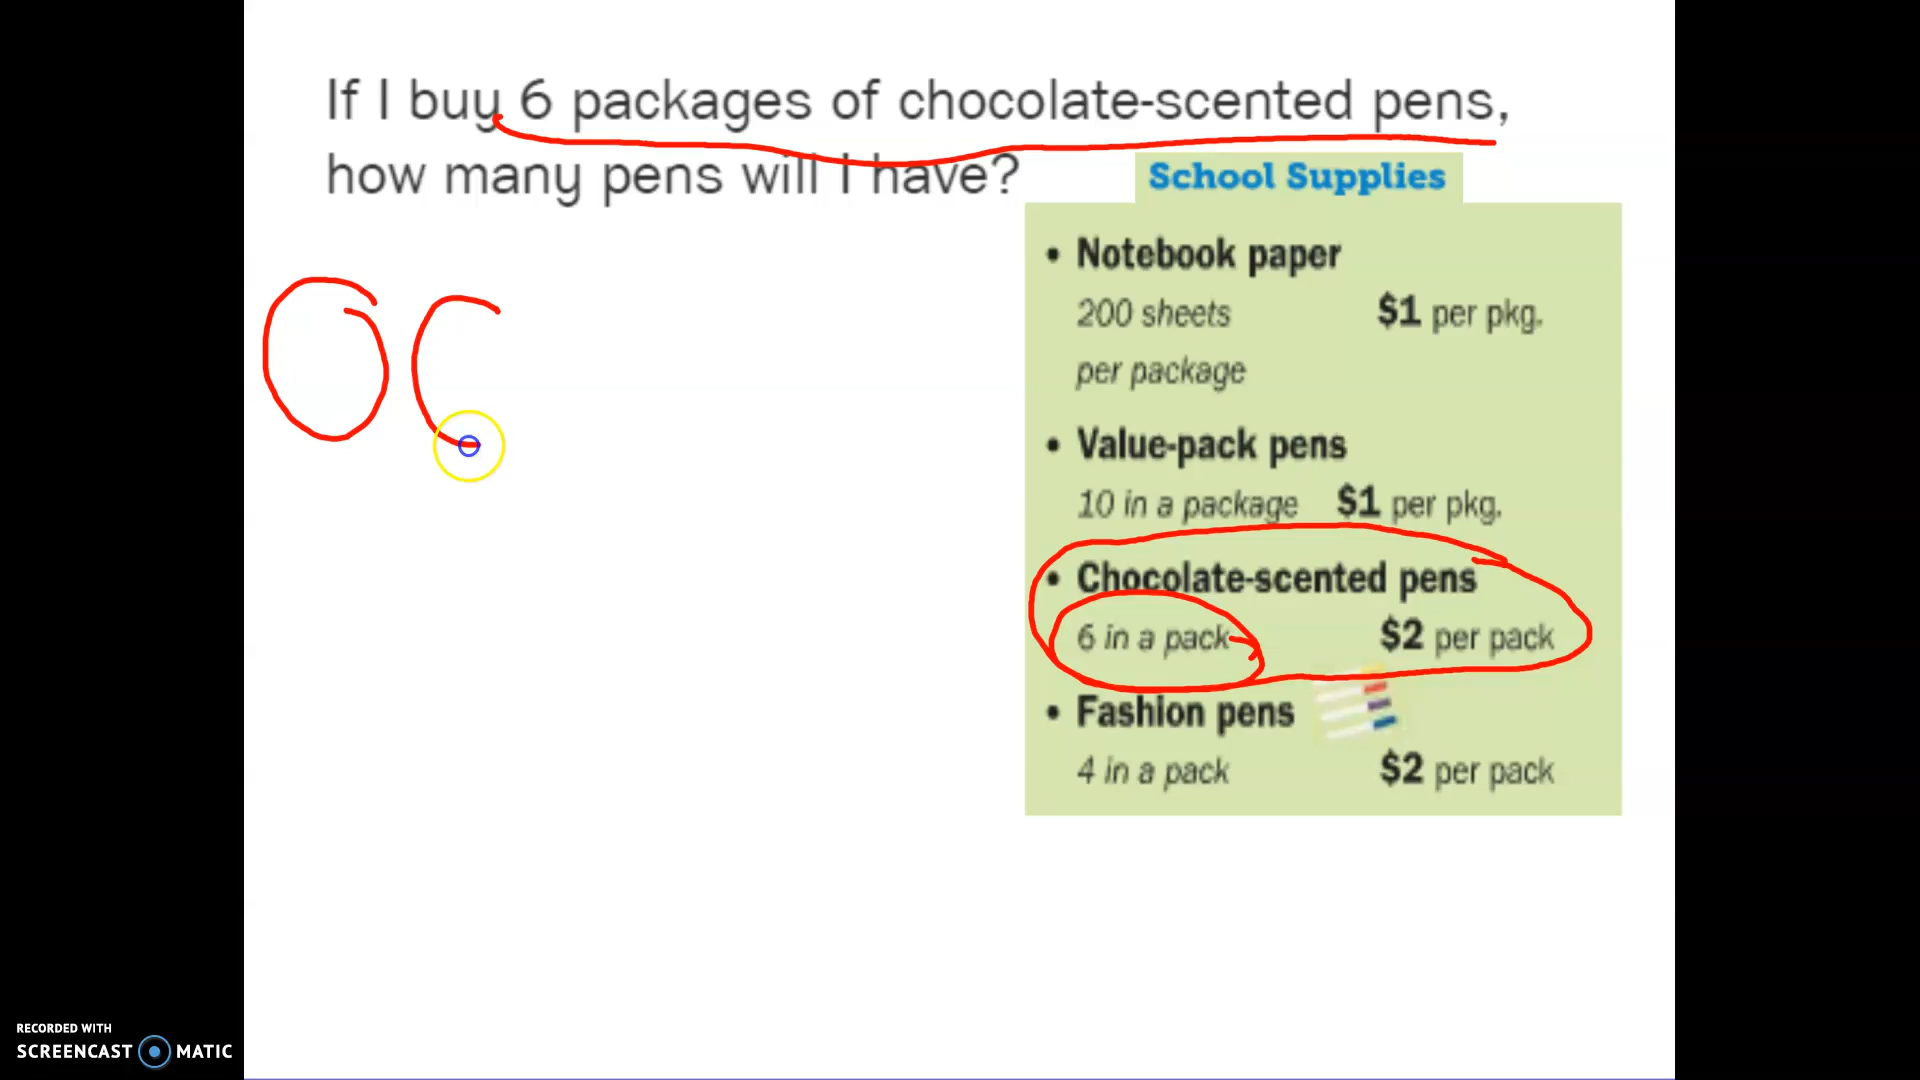 If I buy 6 packages of chocolate-scented pens,
how many pens will I have?
School Supplies
• Notebook paper
200 sheets $1 per pkg.
per package
• Value-pack pens
10 in a package $1 per pkg.
• Chocolate-scented pens
6 in a pack $2 per pack
• Fashion pens
4 in a pack $2 per pack
RECORDED WITH
SCREENCAST MATIC